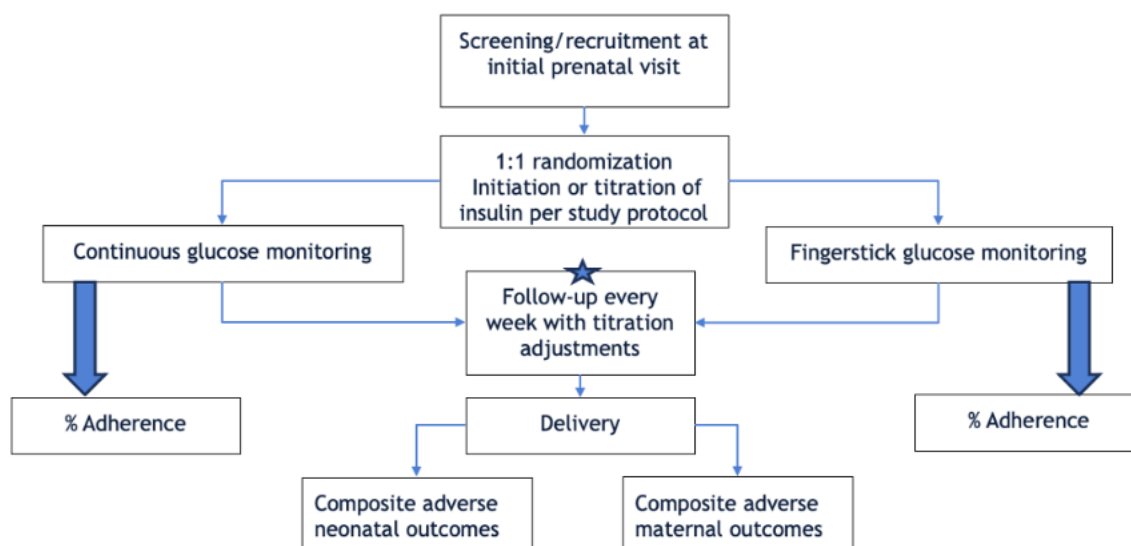 Screening/recruitment at
initial prenatal visit
1:1 randomization
Initiation or titration of
insulin per study protocol
Continuous glucose monitoring
Fingerstick glucose monitoring
Follow-up every
week with titration
adjustments
% Adherence
Delivery
% Adherence
Composite adverse
neonatal outcomes
Composite adverse
maternal outcomes